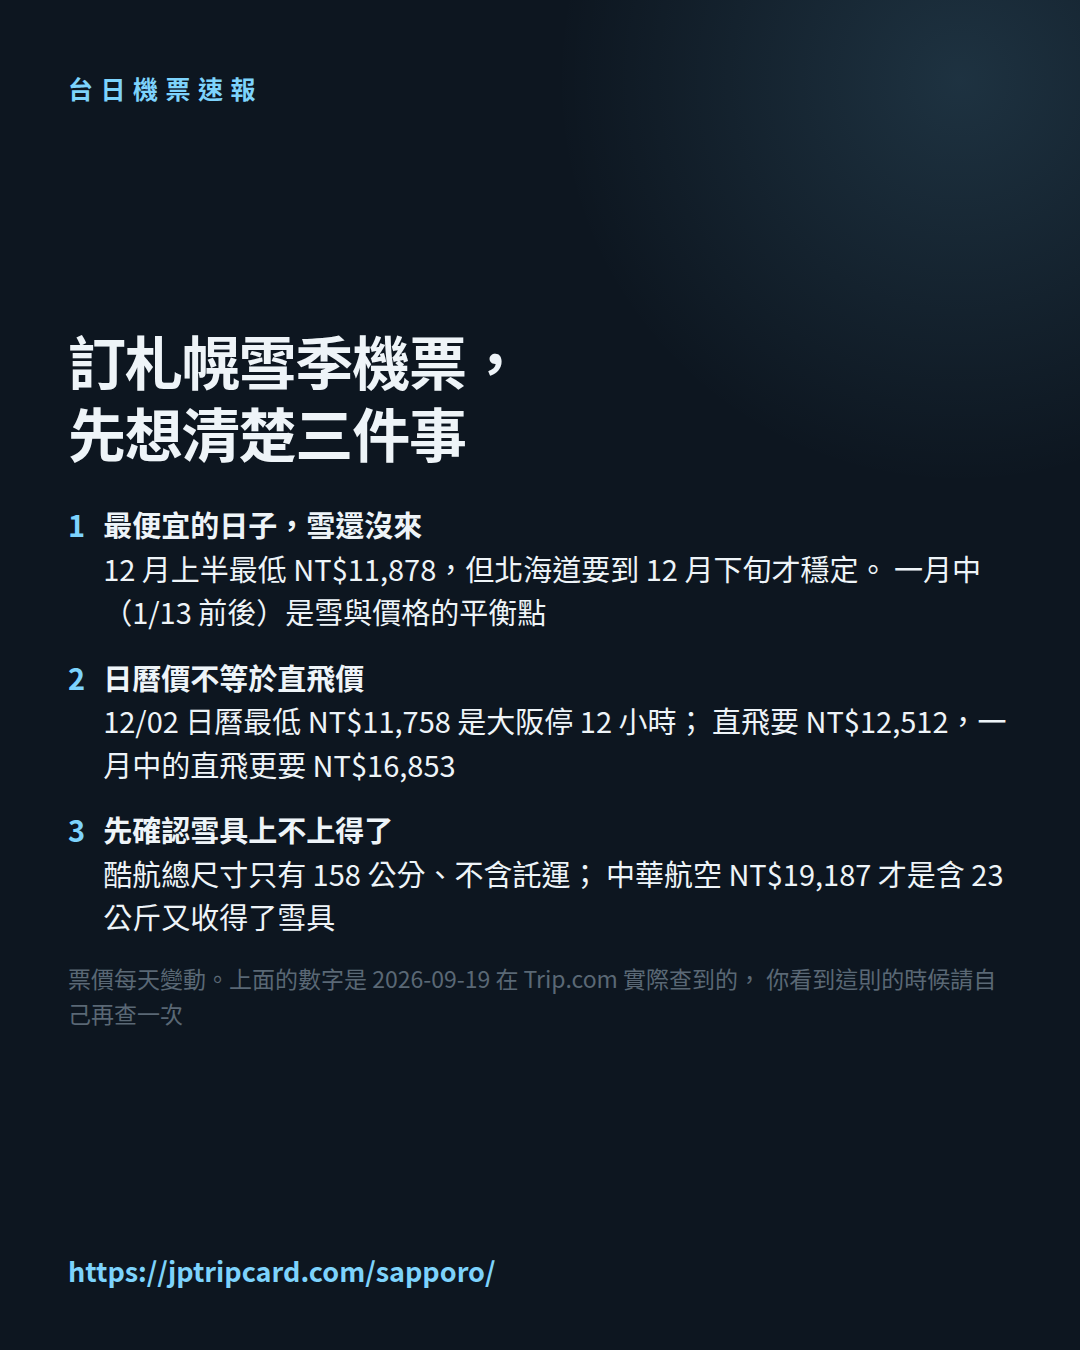 台日機票速報
訂札幌雪季機票，
先想清楚三件事
1 最便宜的日子，雪還沒來
12 月上半最低 NT$11,878，但北海道要到 12 月下旬才穩定。 一月中
（1/13 前後）是雪與價格的平衡點
2 日曆價不等於直飛價
12/02 日曆最低 NT$11,758 是大阪停 12 小時； 直飛要 NT$12,512，一
月中的直飛更要 NT$16,853
3 先確認雪具上不上得了
酷航總尺寸只有 158 公分、不含託運； 中華航空 NT$19,187 才是含 23
公斤又收得了雪具
票價每天變動。上面的數字是 2026-09-19 在 Trip.com 實際查到的， 你看到這則的時候請自
己再查一次
https://jptripcard.com/sapporo/